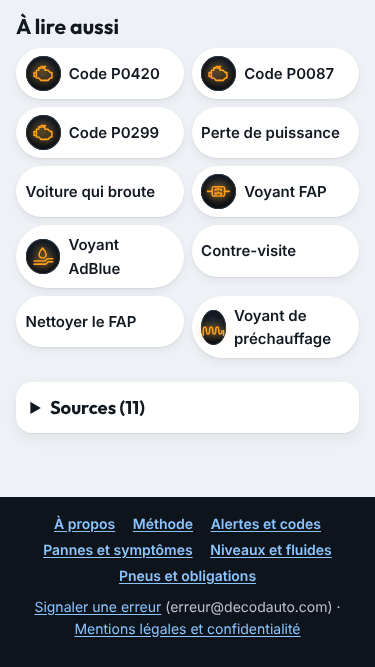 À lire aussi
Code P0420
Code P0087
Code P0299
Perte de puissance
Voiture qui broute
Voyant FAP
Voyant
AdBlue
Contre-visite
Nettoyer le FAP
Voyant de
préchauffage
Sources (11)
À propos Méthode Alertes et codes
Pannes et symptômes Niveaux et fluides
Pneus et obligations
Signaler une erreur (erreur@decodauto.com) ·
Mentions légales et confidentialité